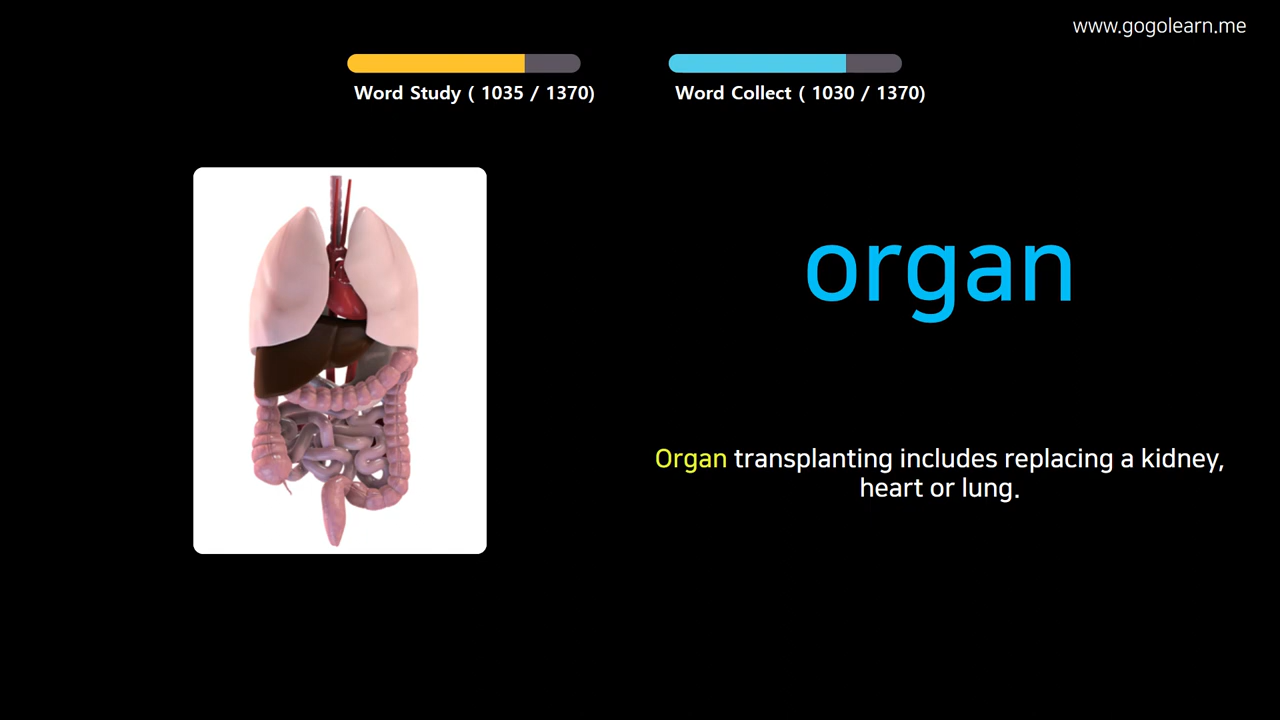 www.gogolearn.me
Word Study ( 1035 / 1370)
Word Collect ( 1030 / 1370)
organ
Organ transplanting includes replacing a kidney,
heart or lung.